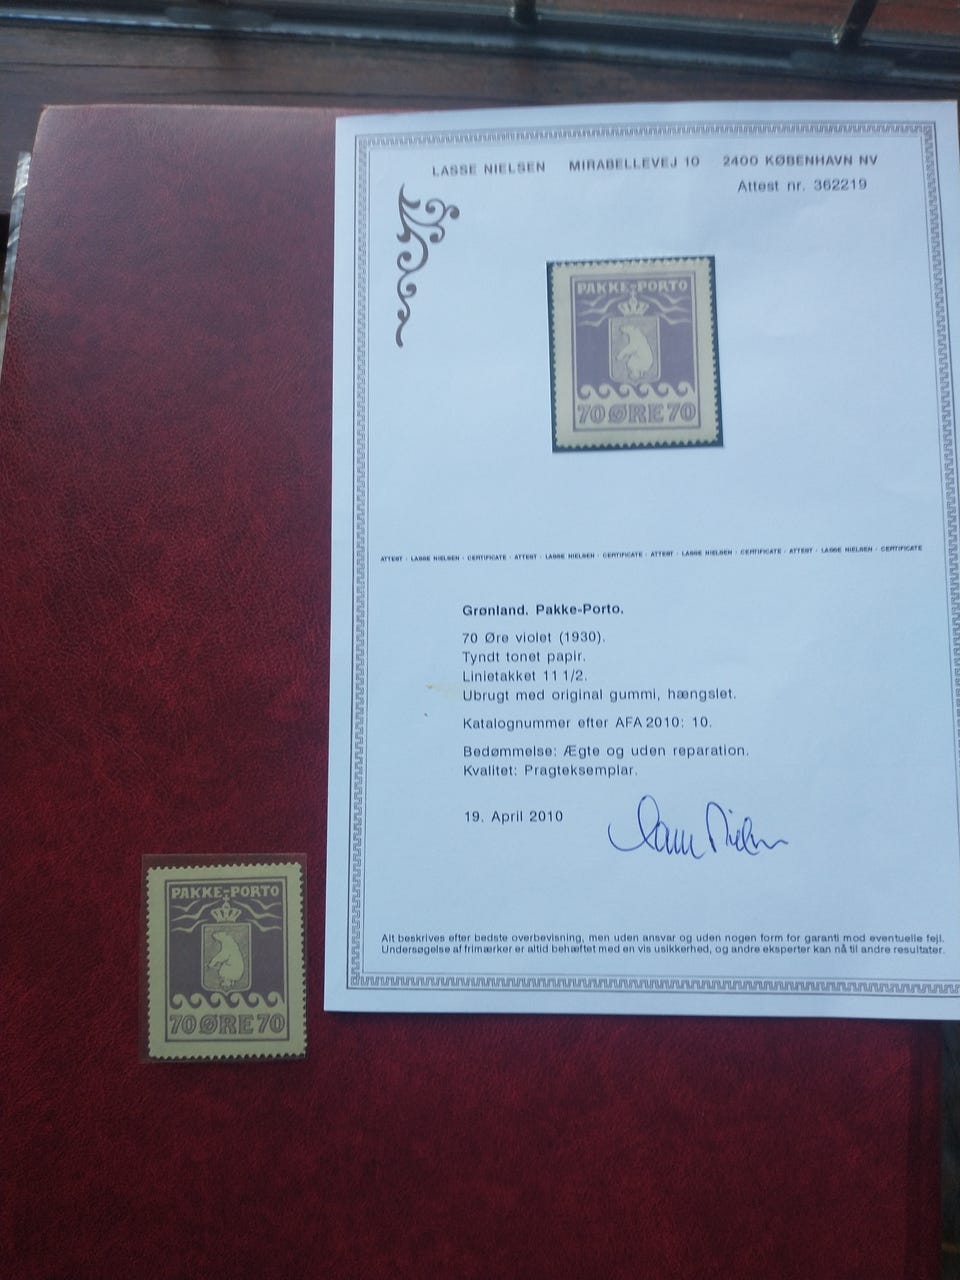 LASSE NIELSEN MIRABELLEVEJ 10 2400 KØBENHAVN NV
Attest nr. 362219
PAKKE-PORTO
70 ØRE 70
ATTEST · LASSE NIELSEN · CERTIFICATE · ATTEST · LASSE NIELSEN · CERTIFICATE · ATTEST · LASSE NIELSEN · CERTIFICATE · ATTEST · LASSE NIELSEN · CERTIFICATE
Grønland. Pakke-Porto.
70 Øre violet (1930).
Tyndt tonet papir.
Linietakket 11 1/2.
Ubrugt med original gummi, hængslet.
Katalognummer efter AFA 2010: 10.
Bedømmelse: Ægte og uden reparation.
Kvalitet: Pragteksemplar.
19. April 2010
Lasse Nielsen
Alt beskrives efter bedste overbevisning, men uden ansvar og uden nogen form for garanti mod eventuelle fejl.
Undersøgelse af frimærker er altid behæftet med en vis usikkerhed, og andre eksperter kan nå til andre resultater.
PAKKE-PORTO
70 ØRE 70